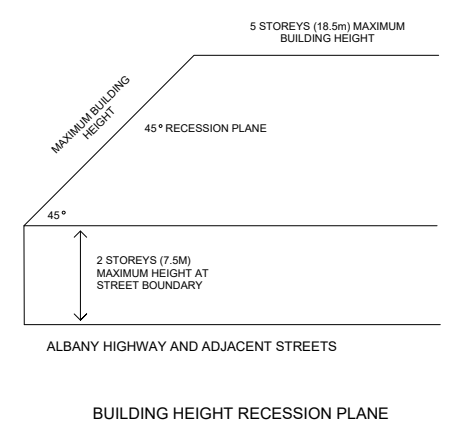 5 STOREYS (18.5m) MAXIMUM
BUILDING HEIGHT
MAXIMUM BUILDING
HEIGHT
45° RECESSION PLANE
45°
2 STOREYS (7.5M)
MAXIMUM HEIGHT AT
STREET BOUNDARY
ALBANY HIGHWAY AND ADJACENT STREETS
BUILDING HEIGHT RECESSION PLANE